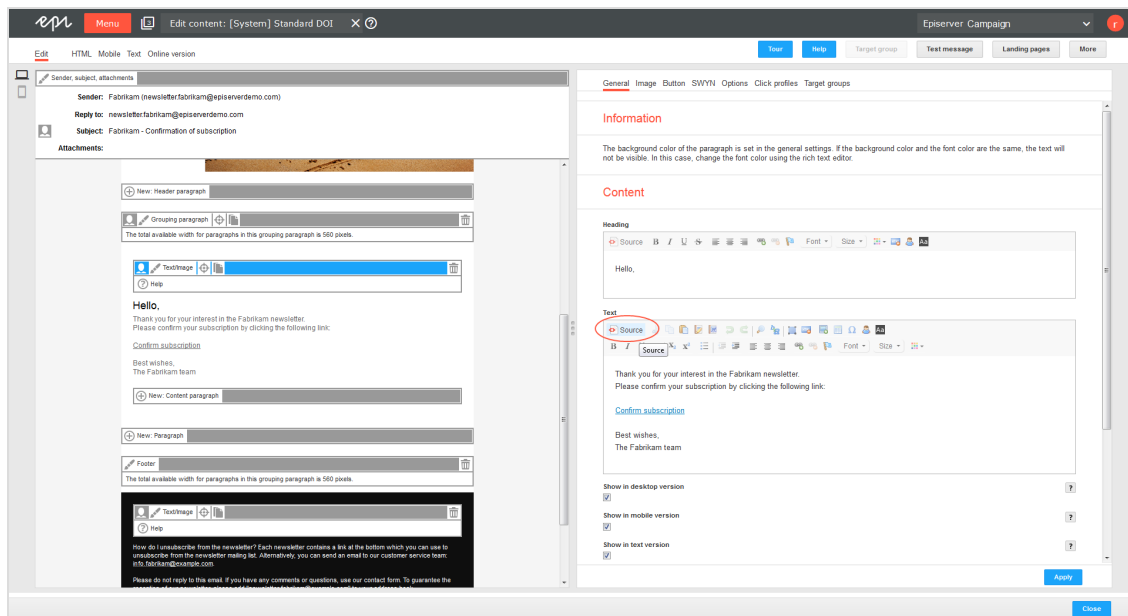 epi Menu Edit content: [System] Standard DOI Episerver Campaign r
Edit HTML Mobile Text Online version Tour Help Target group Test message Landing pages More
Sender, subject, attachments
Sender: Fabrikam (newsletter.fabrikam@episerverdemo.com)
Reply to: newsletter.fabrikam@episerverdemo.com
Subject: Fabrikam - Confirmation of subscription
Attachments:
New: Header paragraph
Grouping paragraph
The total available width for paragraphs in this grouping paragraph is 560 pixels.
Text/Image
Help
Hello,
Thank you for your interest in the Fabrikam newsletter.
Please confirm your subscription by clicking the following link:
Confirm subscription
Best wishes,
The Fabrikam team
New: Content paragraph
New: Paragraph
Footer
The total available width for paragraphs in this grouping paragraph is 560 pixels.
Text/Image
Help
How do I unsubscribe from the newsletter? Each newsletter contains a link at the bottom which you can use to
unsubscribe from the newsletter mailing list. Alternatively, you can send an email to our customer service team:
info.fabrikam@example.com.
Please do not reply to this email. If you have any comments or questions, use our contact form. To guarantee the
General Image Button SWYN Options Click profiles Target groups
Information
The background color of the paragraph is set in the general settings. If the background color and the font color are the same, the text will
not be visible. In this case, change the font color using the rich text editor.
Content
Heading
Source B I U S Font Size
Hello,
Text
Source
B I Source X₂ x² Font Size
Thank you for your interest in the Fabrikam newsletter.
Please confirm your subscription by clicking the following link:
Confirm subscription
Best wishes,
The Fabrikam team
Show in desktop version ?
Show in mobile version ?
Show in text version ?
Apply
Close